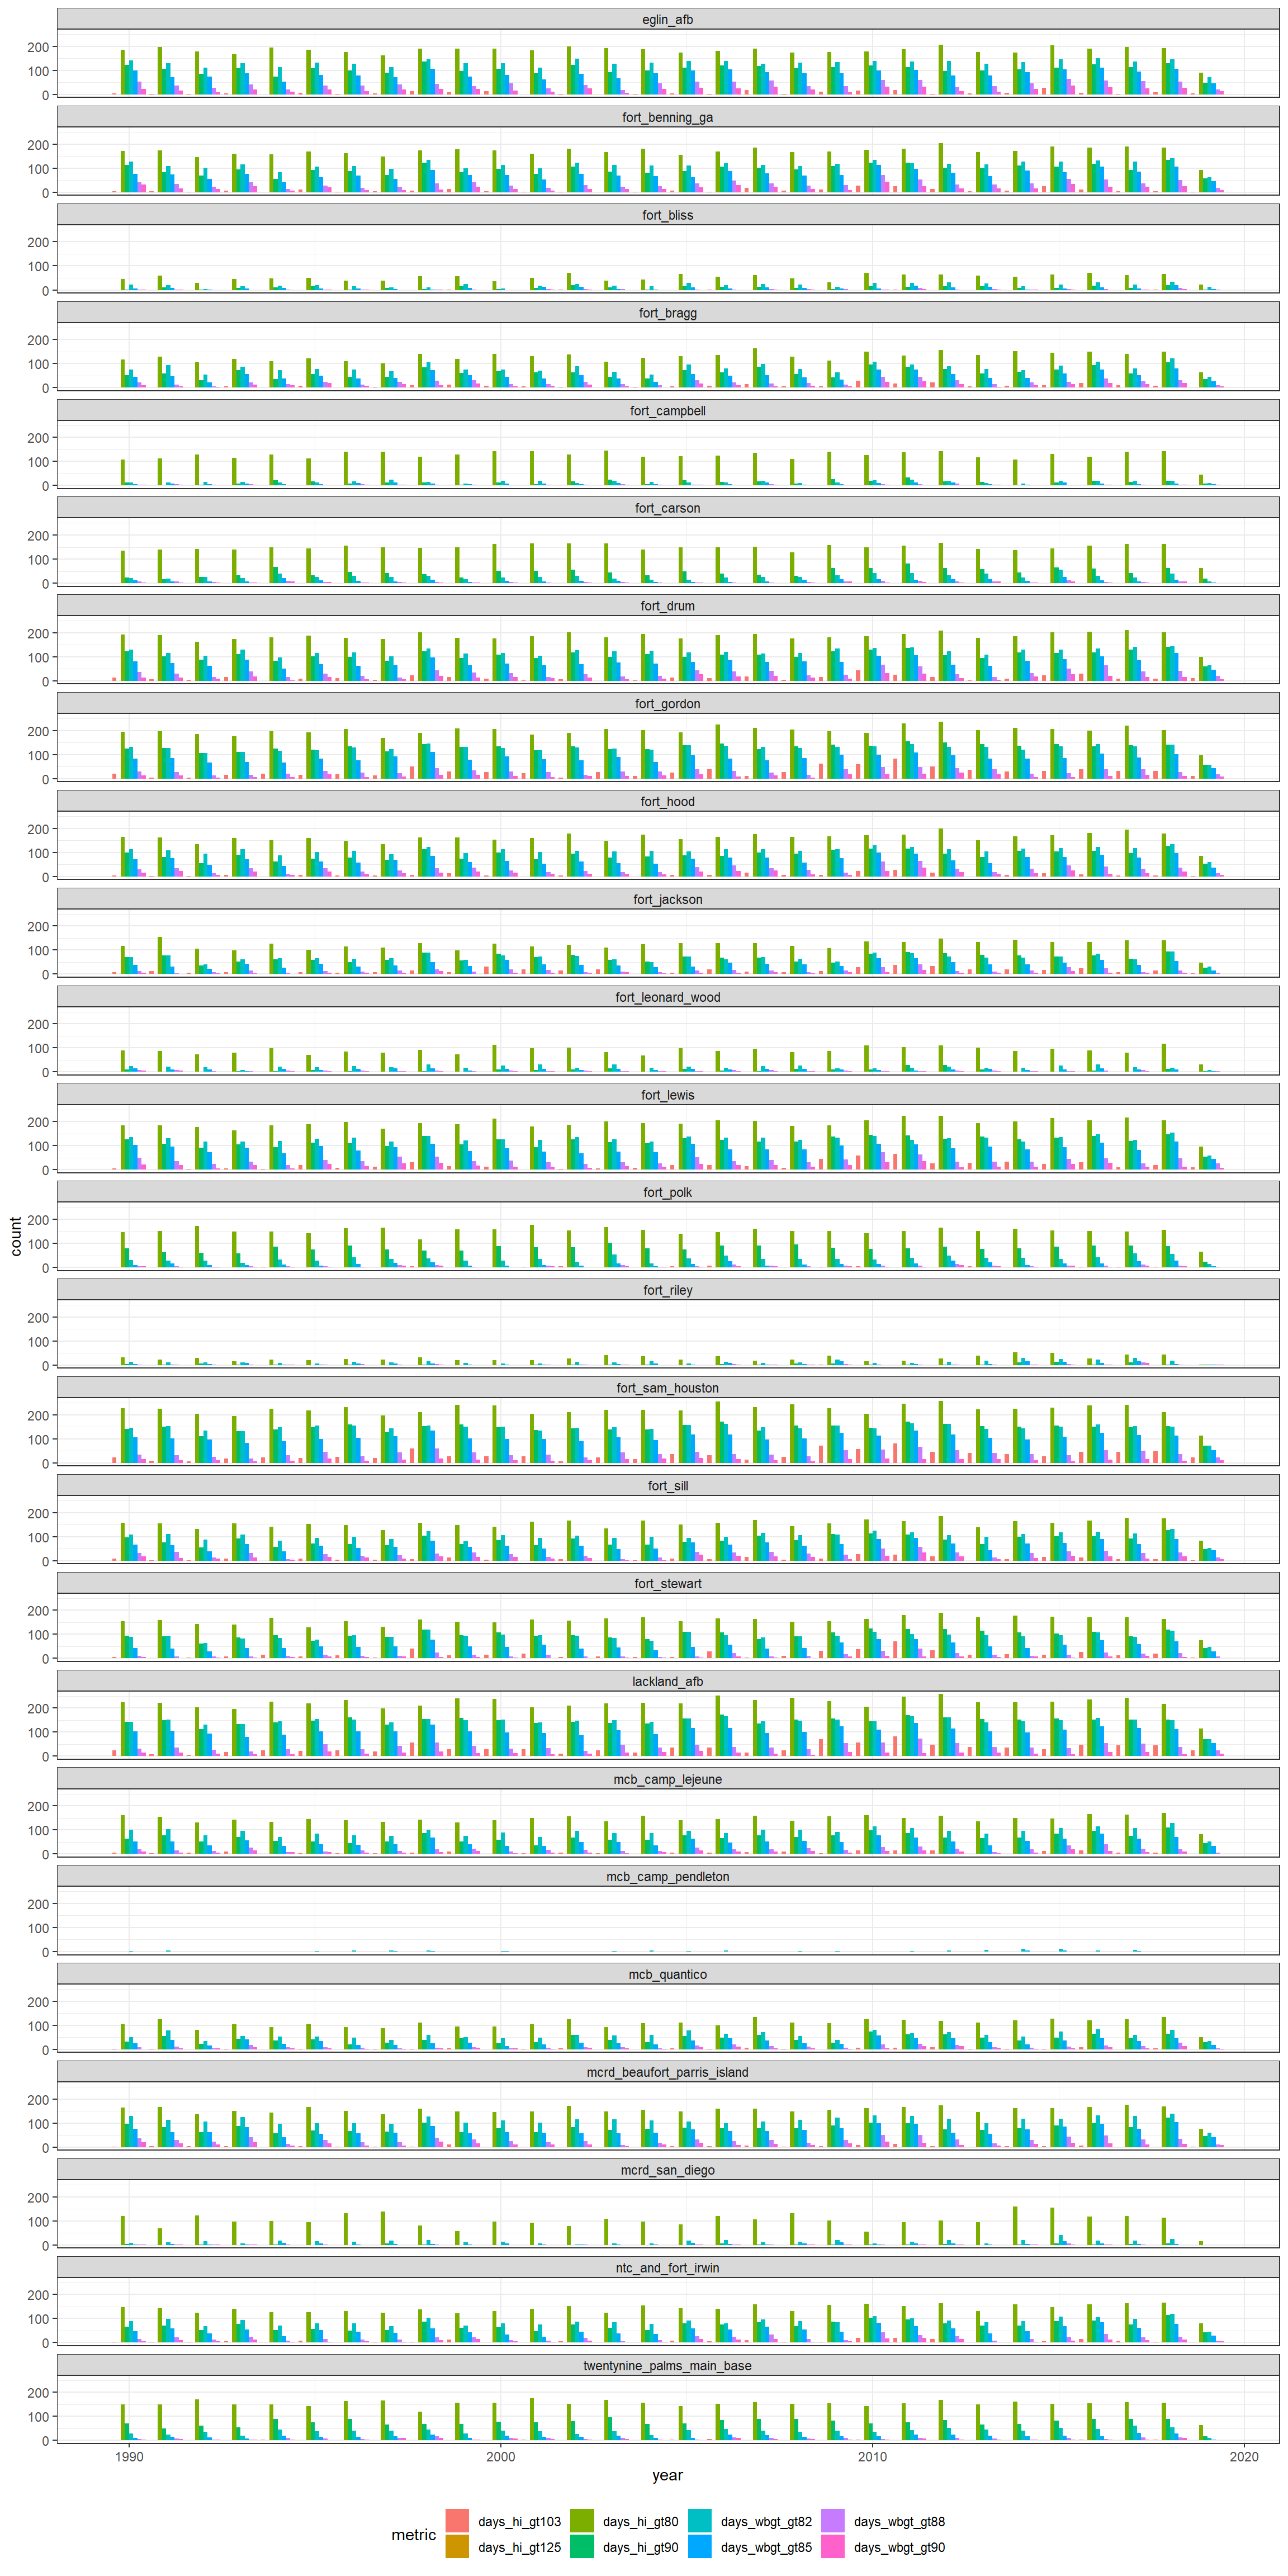 eglin_afb
200
100
0
fort_benning_ga
200
100
0
fort_bliss
200
100
0
fort_bragg
200
100
0
fort_campbell
200
100
0
fort_carson
200
100
0
fort_drum
200
100
0
fort_gordon
200
100
0
fort_hood
200
100
0
fort_jackson
200
100
0
fort_leonard_wood
200
100
0
fort_lewis
200
100
0
fort_polk
200
100
0
count
fort_riley
200
100
0
fort_sam_houston
200
100
0
fort_sill
200
100
0
fort_stewart
200
100
0
lackland_afb
200
100
0
mcb_camp_lejeune
200
100
0
mcb_camp_pendleton
200
100
0
mcb_quantico
200
100
0
mcrd_beaufort_parris_island
200
100
0
mcrd_san_diego
200
100
0
ntc_and_fort_irwin
200
100
0
twentynine_palms_main_base
200
100
0
1990 2000 2010 2020
year
metric
days_hi_gt103 days_hi_gt80 days_wbgt_gt82 days_wbgt_gt88
days_hi_gt125 days_hi_gt90 days_wbgt_gt85 days_wbgt_gt90